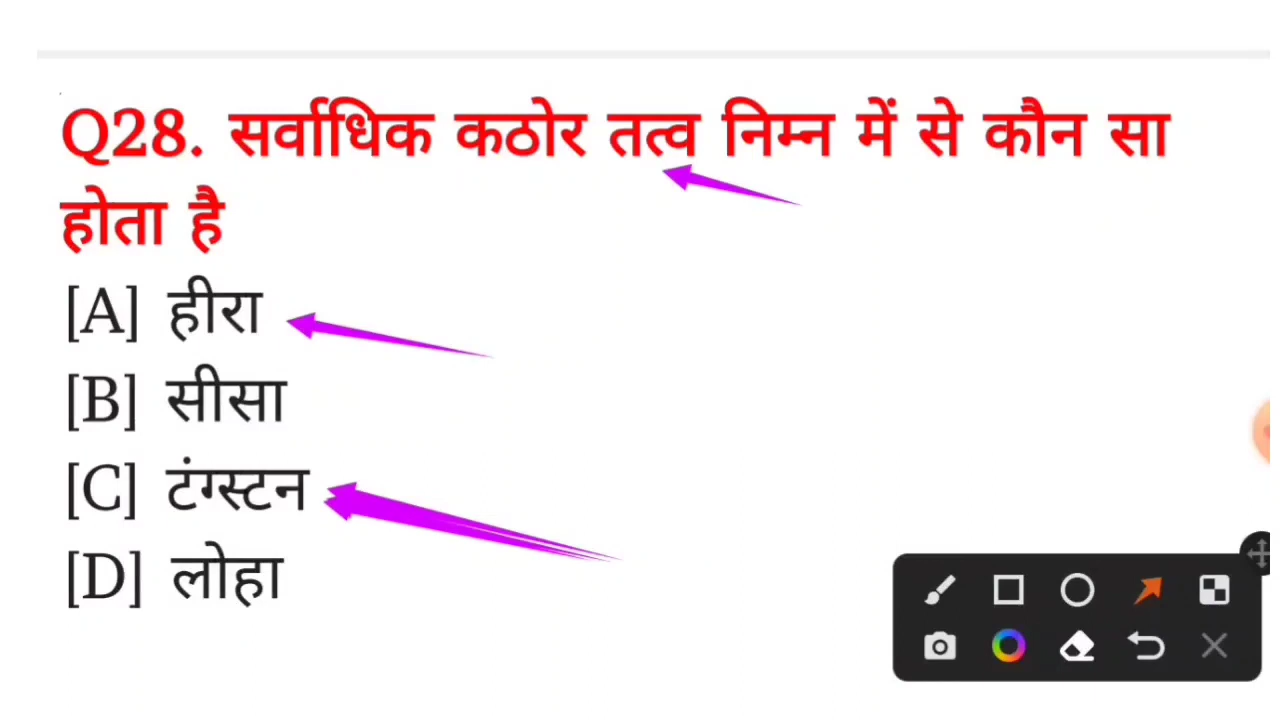 Q28. सर्वाधिक कठोर तत्व निम्न में से कौन सा
होता है
[A] हीरा
[B] सीसा
[C] टंग्स्टन
[D] लोहा